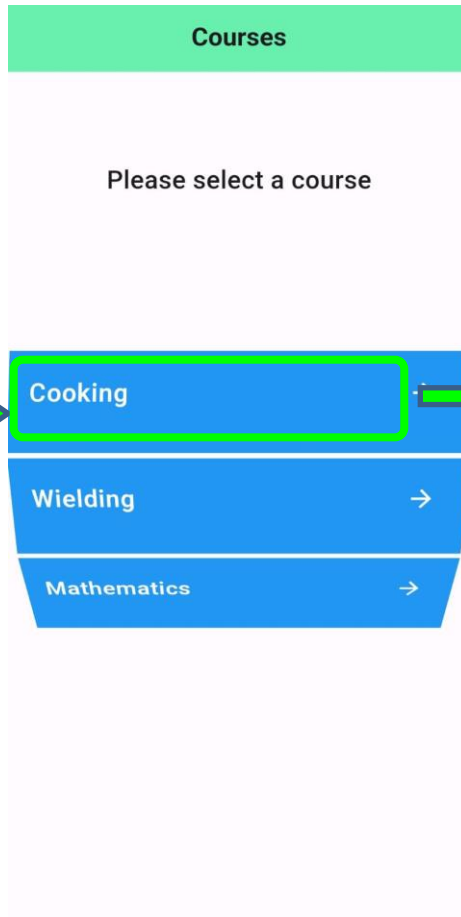 Courses
Please select a course
Cooking
Wielding
Mathematics